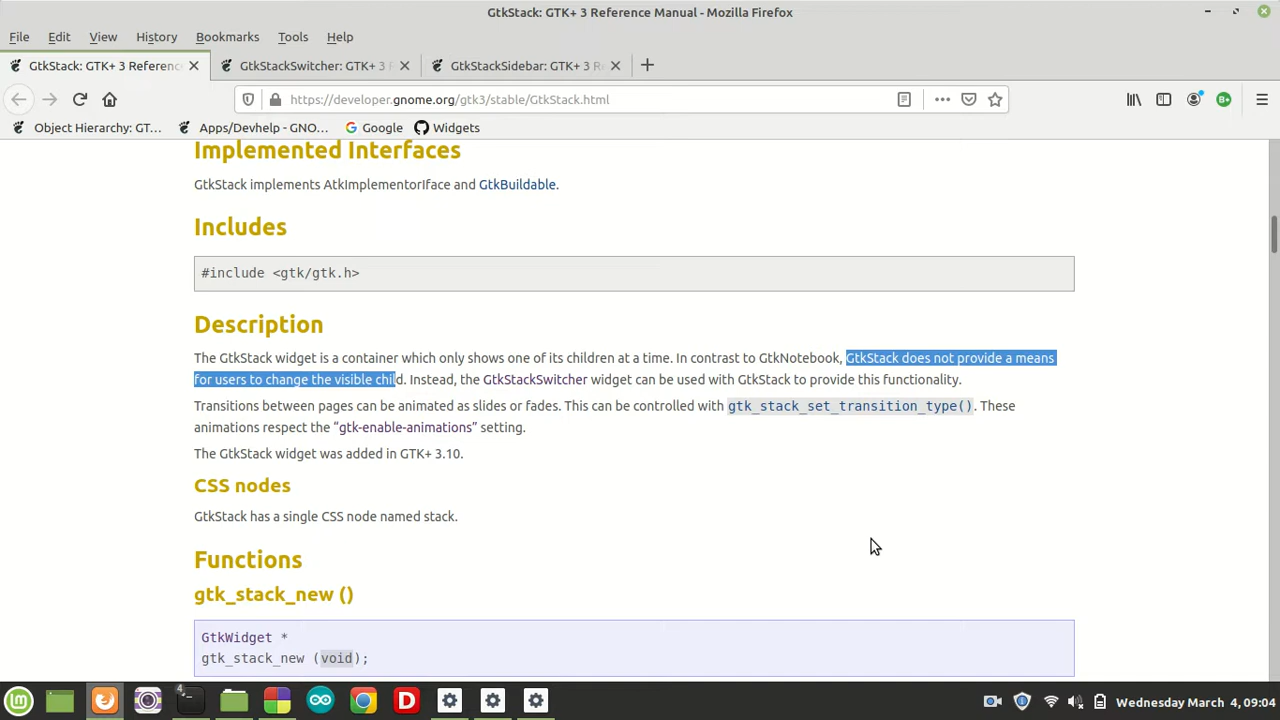 GtkStack: GTK+ 3 Reference Manual - Mozilla Firefox
File Edit View History Bookmarks Tools Help
GtkStack: GTK+ 3 Reference GtkStackSwitcher: GTK+ 3 R GtkStackSidebar: GTK+ 3 Re
https://developer.gnome.org/gtk3/stable/GtkStack.html
Object Hierarchy: GT... Apps/Devhelp - GNO... Google Widgets
Implemented Interfaces
GtkStack implements AtkImplementorIface and GtkBuildable.
Includes
#include <gtk/gtk.h>
Description
The GtkStack widget is a container which only shows one of its children at a time. In contrast to GtkNotebook, GtkStack does not provide a means
for users to change the visible child. Instead, the GtkStackSwitcher widget can be used with GtkStack to provide this functionality.
Transitions between pages can be animated as slides or fades. This can be controlled with gtk_stack_set_transition_type(). These
animations respect the “gtk-enable-animations” setting.
The GtkStack widget was added in GTK+ 3.10.
CSS nodes
GtkStack has a single CSS node named stack.
Functions
gtk_stack_new ()
GtkWidget *
gtk_stack_new (void);
4 D Wednesday March 4, 09:04